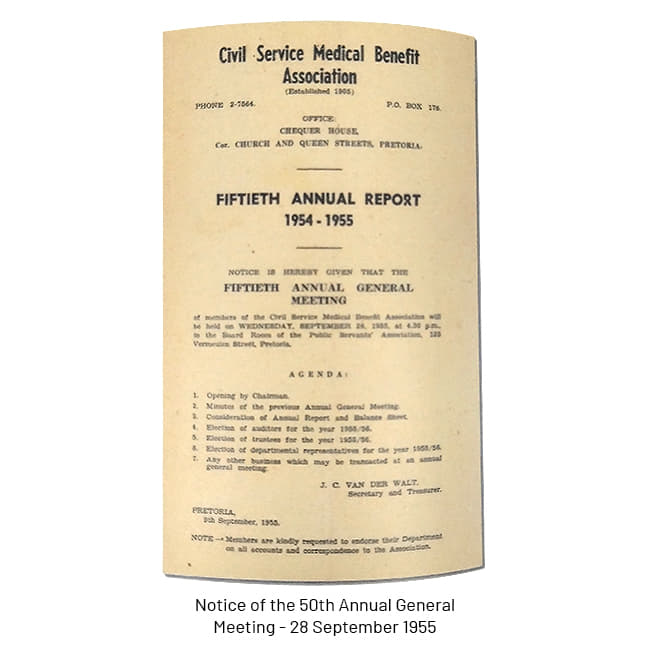 Civil Service Medical Benefit
Association
(Established 1905)
PHONE 2-7564. P.O. BOX 176.
OFFICE:
CHEQUER HOUSE,
Cor. CHURCH AND QUEEN STREETS, PRETORIA.
FIFTIETH ANNUAL REPORT
1954 - 1955
NOTICE IS HEREBY GIVEN THAT THE
FIFTIETH ANNUAL GENERAL
MEETING
of members of the Civil Service Medical Benefit Association will
be held on WEDNESDAY, SEPTEMBER 28, 1955, at 4.30 p.m.,
in the Board Room of the Public Servants' Association, 125
Vermeulen Street, Pretoria.
AGENDA:
1. Opening by Chairman.
2. Minutes of the previous Annual General Meeting.
3. Consideration of Annual Report and Balance Sheet.
4. Election of auditors for the year 1955/56.
5. Election of trustees for the year 1955/56.
6. Election of departmental representatives for the year 1955/56.
7. Any other business which may be transacted at an annual
general meeting.
J. C. VAN DER WALT,
Secretary and Treasurer.
PRETORIA,
9th September, 1955.
NOTE—Members are kindly requested to endorse their Department
on all accounts and correspondence to the Association.
Notice of the 50th Annual General
Meeting - 28 September 1955